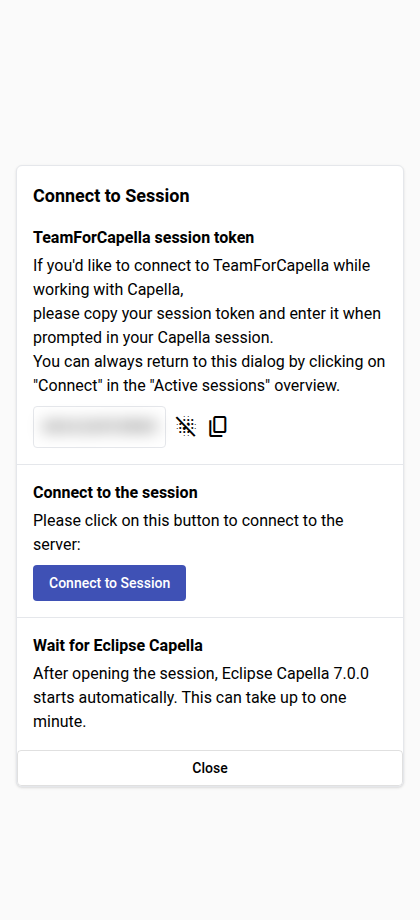 Connect to Session
TeamForCapella session token
If you'd like to connect to TeamForCapella while
working with Capella,
please copy your session token and enter it when
prompted in your Capella session.
You can always return to this dialog by clicking on
"Connect" in the "Active sessions" overview.
Connect to the session
Please click on this button to connect to the
server:
Connect to Session
Wait for Eclipse Capella
After opening the session, Eclipse Capella 7.0.0
starts automatically. This can take up to one
minute.
Close